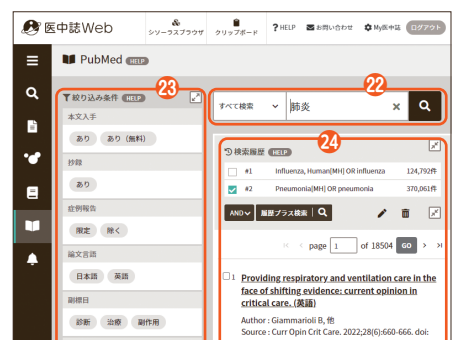 医中誌Web
シソーラスブラウザ
クリップボード
? HELP
お問い合わせ
My医中誌
ログアウト
PubMed HELP
23
絞り込み条件 HELP
本文入手
あり
あり（無料）
抄録
あり
症例報告
限定
除く
論文言語
日本語
英語
副標目
診断
治療
副作用
22
すべて検索
肺炎
24
検索履歴 HELP
#1 Influenza, Human[MH] OR influenza 124,792件
#2 Pneumonia[MH] OR pneumonia 370,061件
AND
履歴プラス検索
page 1 of 18504 GO
1 Providing respiratory and ventilation care in the
face of shifting evidence: current opinion in
critical care. (英語)
Author : Giammarioli B, 他
Source : Curr Opin Crit Care. 2022;28(6):660-666. doi: